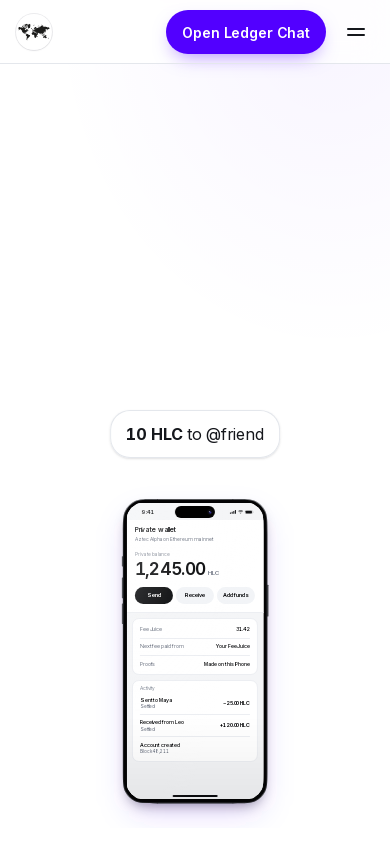 Open Ledger Chat
10 HLC to @friend
9:41
Private wallet
Aztec Alpha on Ethereum mainnet
Private balance
1,245.00 HLC
Send Receive Add funds
Fee Juice 31.42
Next fee paid from Your Fee Juice
Proofs Made on this Phone
Activity
Sent to Maya
−25.00 HLC
Settled
Received from Leo
+120.00 HLC
Settled
Account created